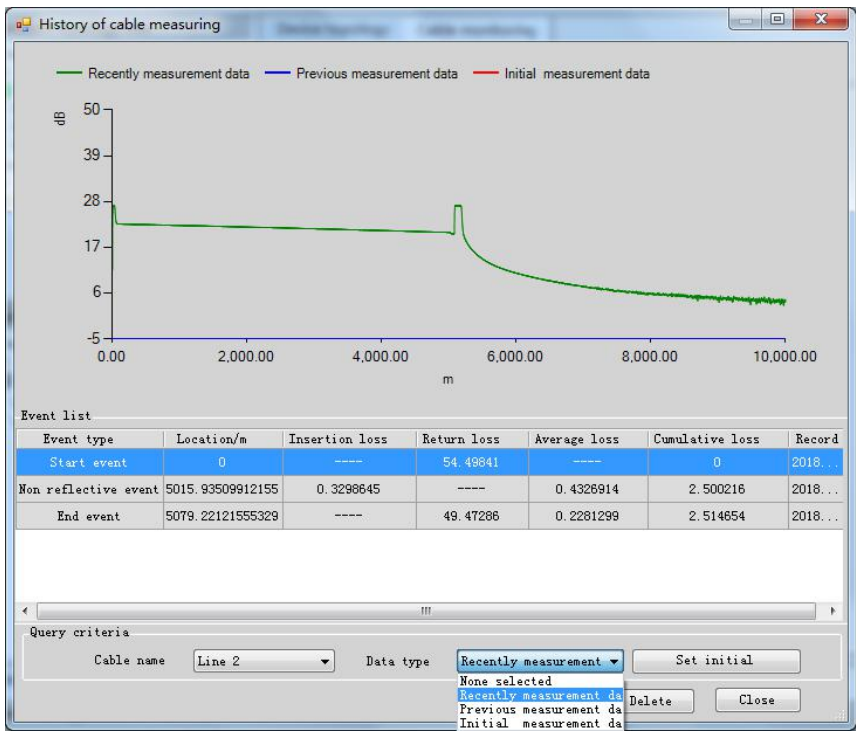 History of cable measuring
Recently measurement data Previous measurement data Initial measurement data
dB
50
39
28
17
6
-5
0.00 2,000.00 4,000.00 6,000.00 8,000.00 10,000.00
m
Event list
Event type Location/m Insertion loss Return loss Average loss Cumulative loss Record
Start event 0 ---- 54.49841 ---- 0 2018...
Non reflective event 5015.93509912155 0.3298645 ---- 0.4326914 2.500216 2018...
End event 5079.22121555329 ---- 49.47286 0.2281299 2.514654 2018...
Query criteria
Cable name Line 2 Data type Recently measurement Set initial
None selected
Recently measurement da Delete Close
Previous measurement da
Initial measurement da